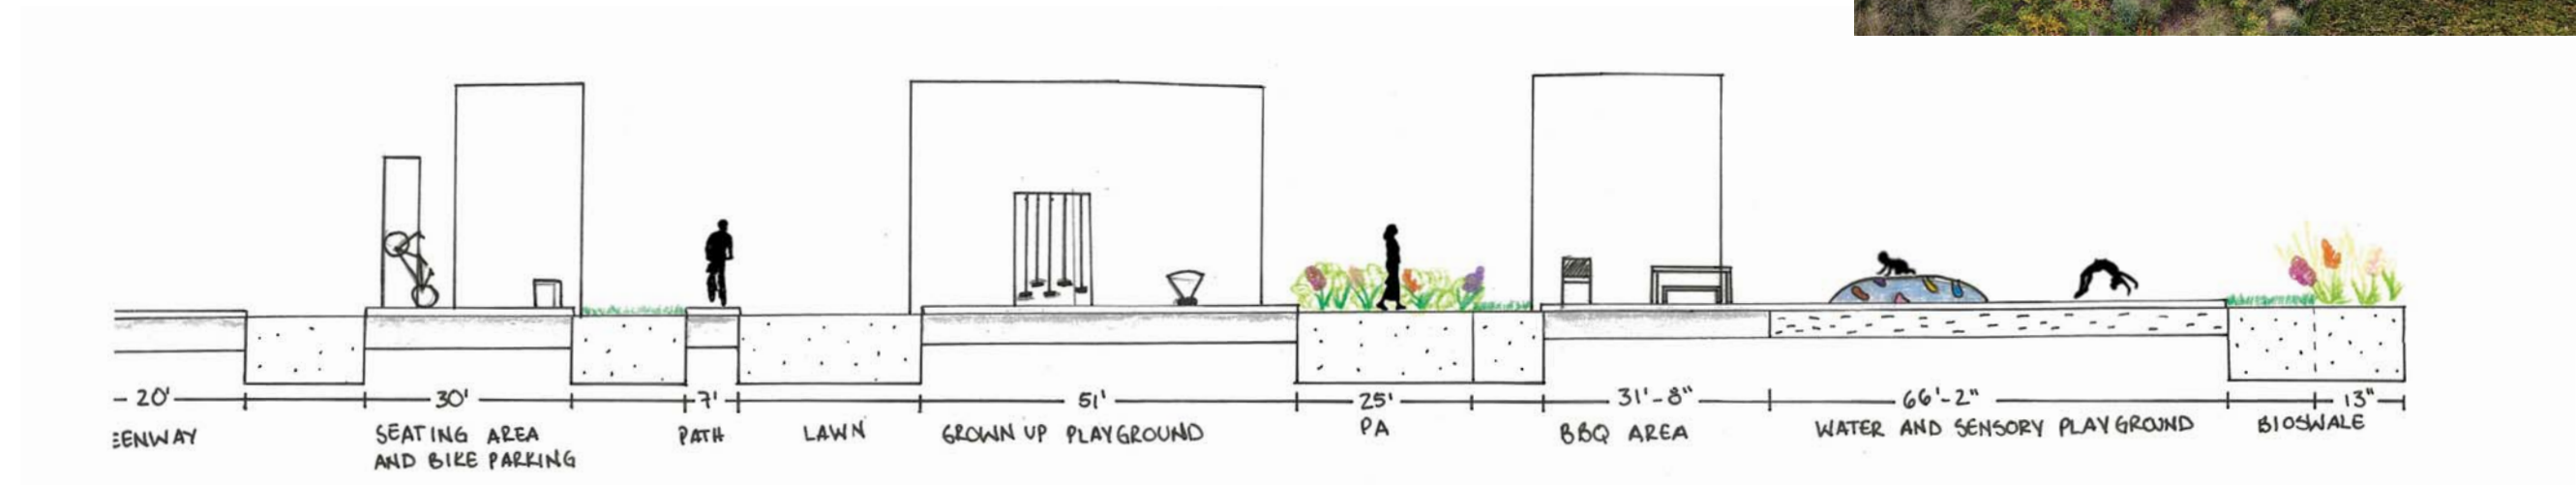 20'
30'
7'
51'
25'
31'-8"
66'-2"
13"
EENWAY
SEATING AREA
AND BIKE PARKING
PATH
LAWN
GROWN UP PLAYGROUND
PA
BBQ AREA
WATER AND SENSORY PLAYGROUND
BIOSWALE